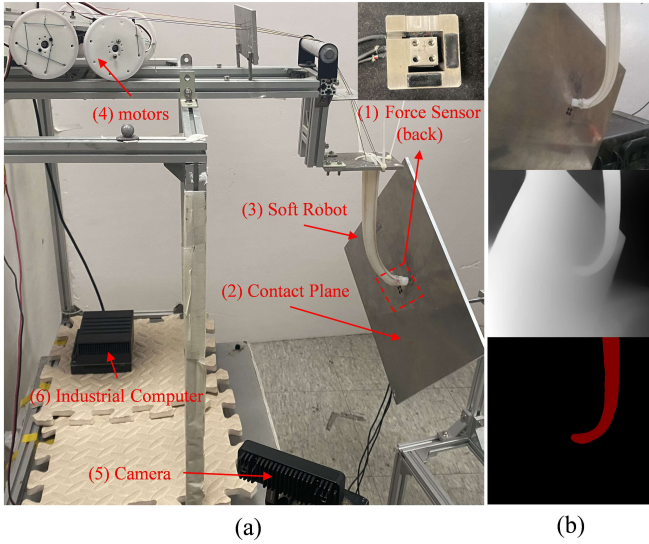 (4) motors
(1) Force Sensor
(back)
(3) Soft Robot
(2) Contact Plane
(6) Industrial Computer
(5) Camera
(a)
(b)